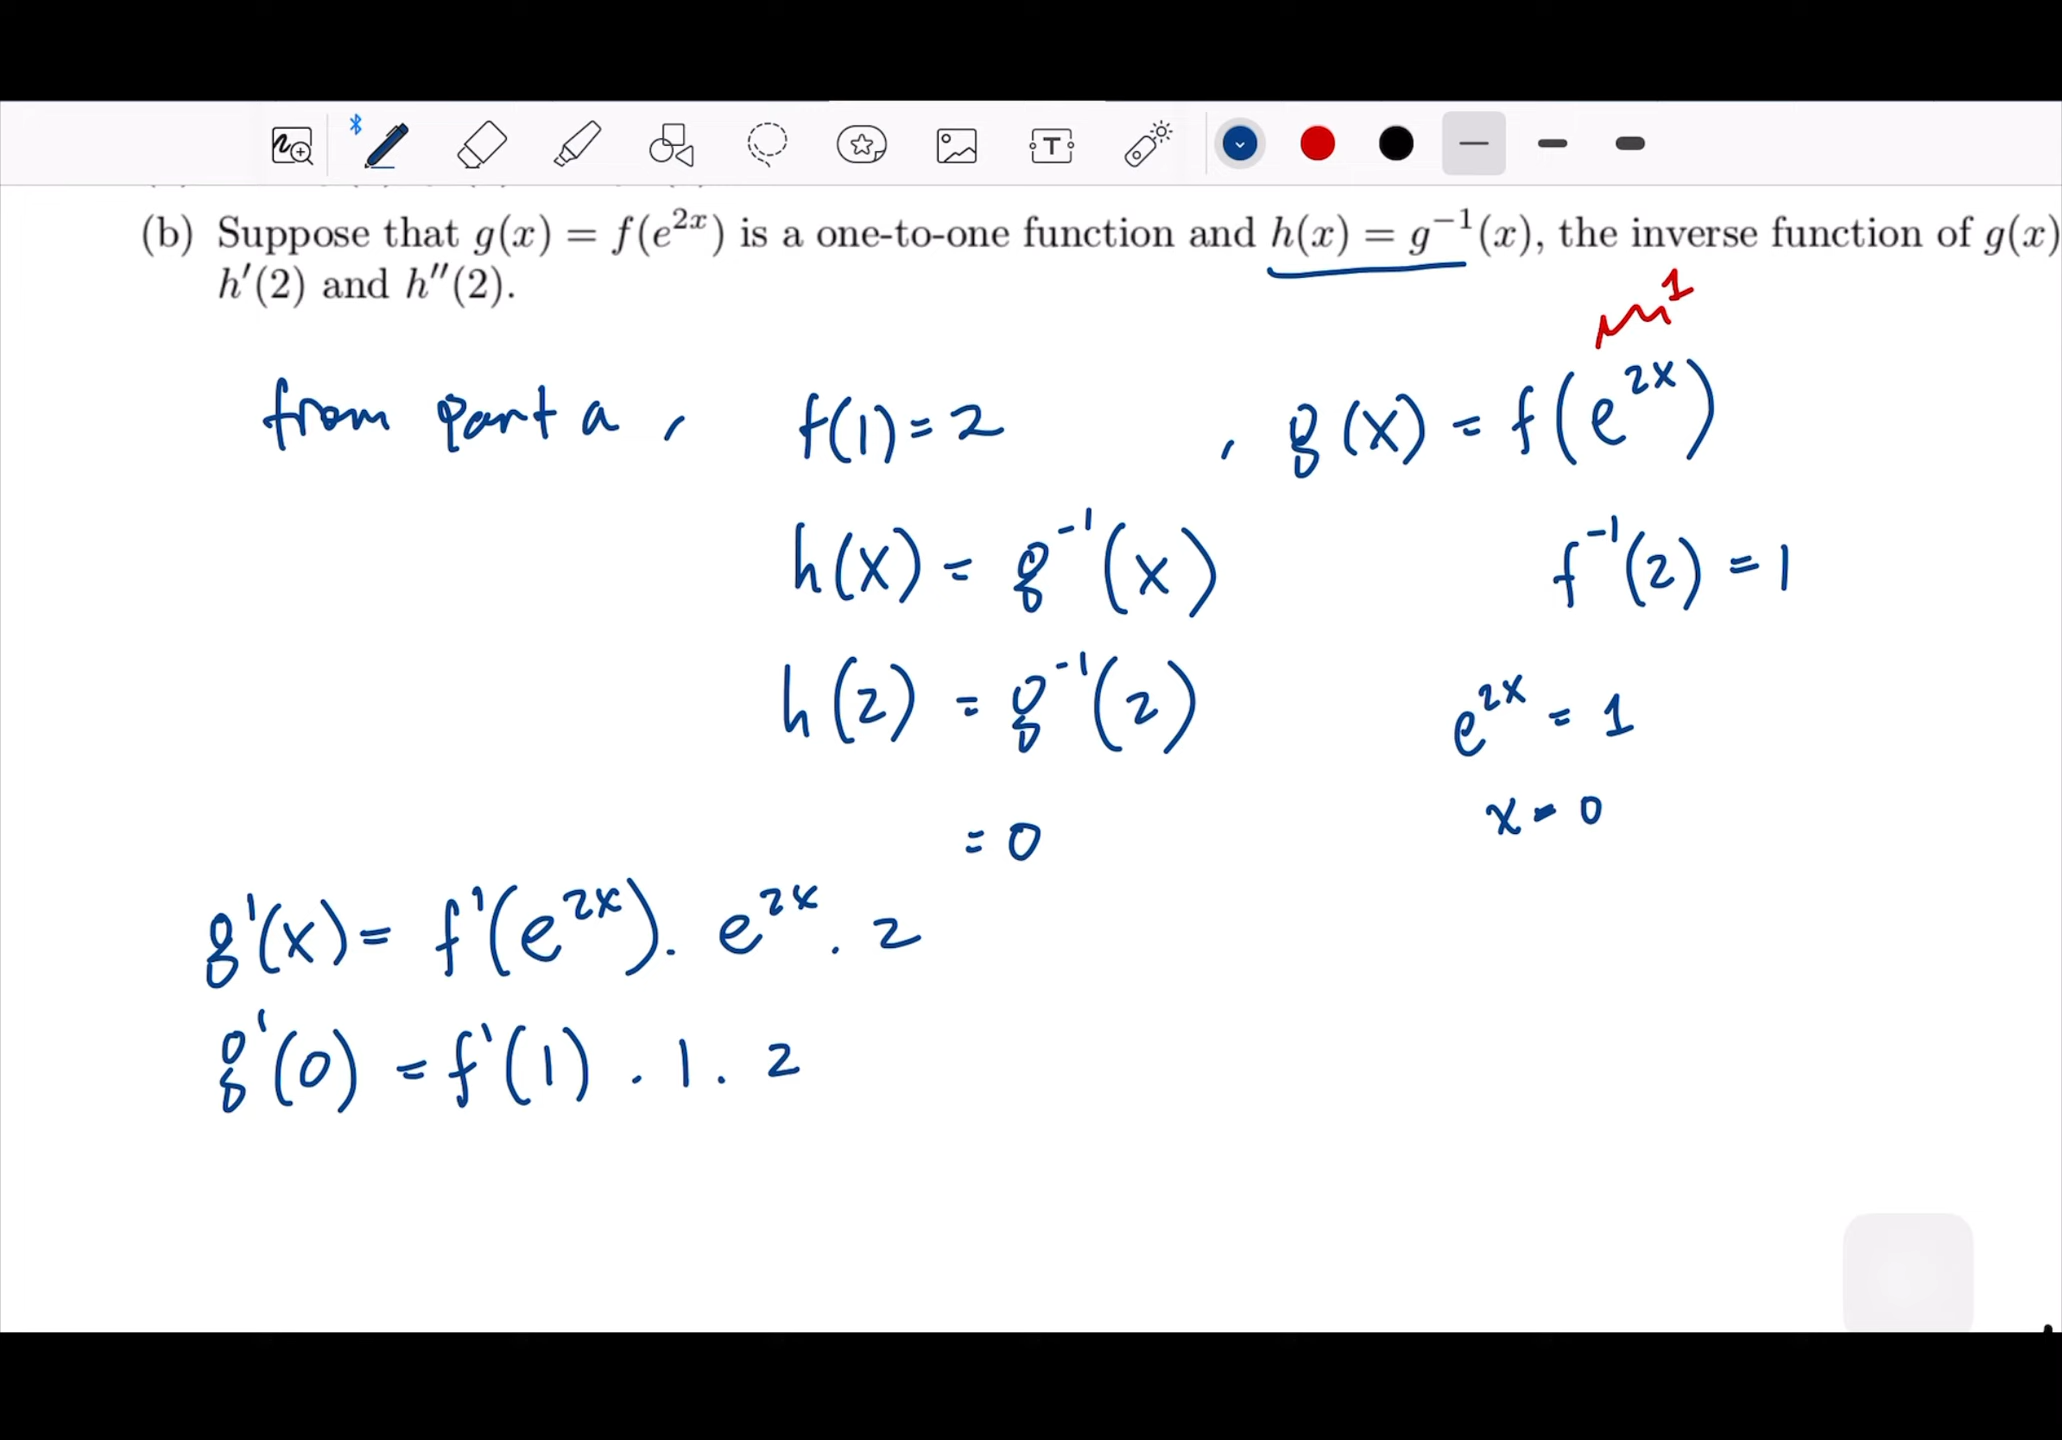 (b) Suppose that g(x) = f(e^{2x}) is a one-to-one function and h(x) = g^{-1}(x), the inverse function of g(x)
h′(2) and h″(2).
1
from part a, f(1) = 2 , g(x) = f(e^{2x})
h(x) = g^{-1}(x) f^{-1}(2) = 1
h(2) = g^{-1}(2) e^{2x} = 1
= 0 x = 0
g'(x) = f'(e^{2x}). e^{2x} . 2
g'(0) = f'(1) . 1 . 2